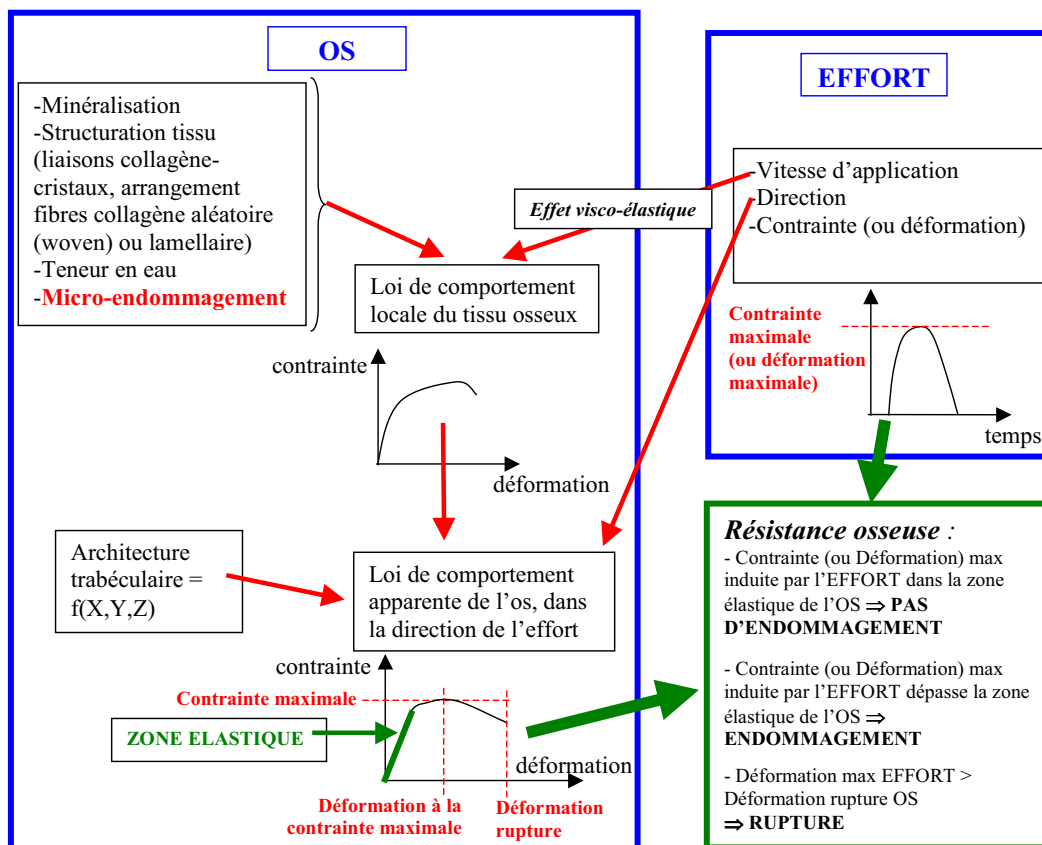 OS
-Minéralisation
-Structuration tissu
(liaisons collagène-
cristaux, arrangement
fibres collagène aléatoire
(woven) ou lamellaire)
-Teneur en eau
-Micro-endommagement
Effet visco-élastique
Loi de comportement
locale du tissu osseux
contrainte
déformation
Architecture
trabéculaire =
f(X,Y,Z)
Loi de comportement
apparente de l'os, dans
la direction de l'effort
contrainte
Contrainte maximale
ZONE ELASTIQUE
déformation
Déformation à la
contrainte maximale
Déformation
rupture
EFFORT
-Vitesse d'application
-Direction
-Contrainte (ou déformation)
Contrainte
maximale
(ou déformation
maximale)
temps
Résistance osseuse :
- Contrainte (ou Déformation) max
induite par l'EFFORT dans la zone
élastique de l'OS ⇒ PAS
D'ENDOMMAGEMENT
- Contrainte (ou Déformation) max
induite par l'EFFORT dépasse la zone
élastique de l'OS ⇒
ENDOMMAGEMENT
- Déformation max EFFORT >
Déformation rupture OS
⇒ RUPTURE